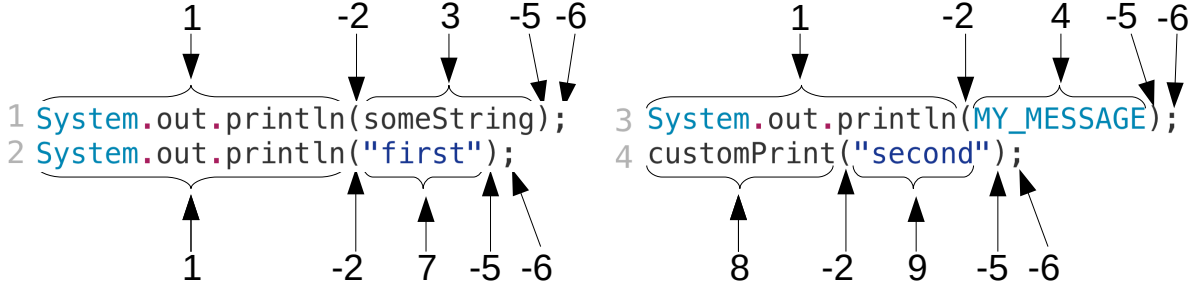 1 -2 3 -5 -6
1 System.out.println(someString);
2 System.out.println("first");
1 -2 7 -5 -6
1 -2 4 -5 -6
3 System.out.println(MY_MESSAGE);
4 customPrint("second");
8 -2 9 -5 -6